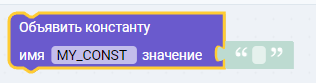 Объявить константу
имя MY_CONST значение “ ”